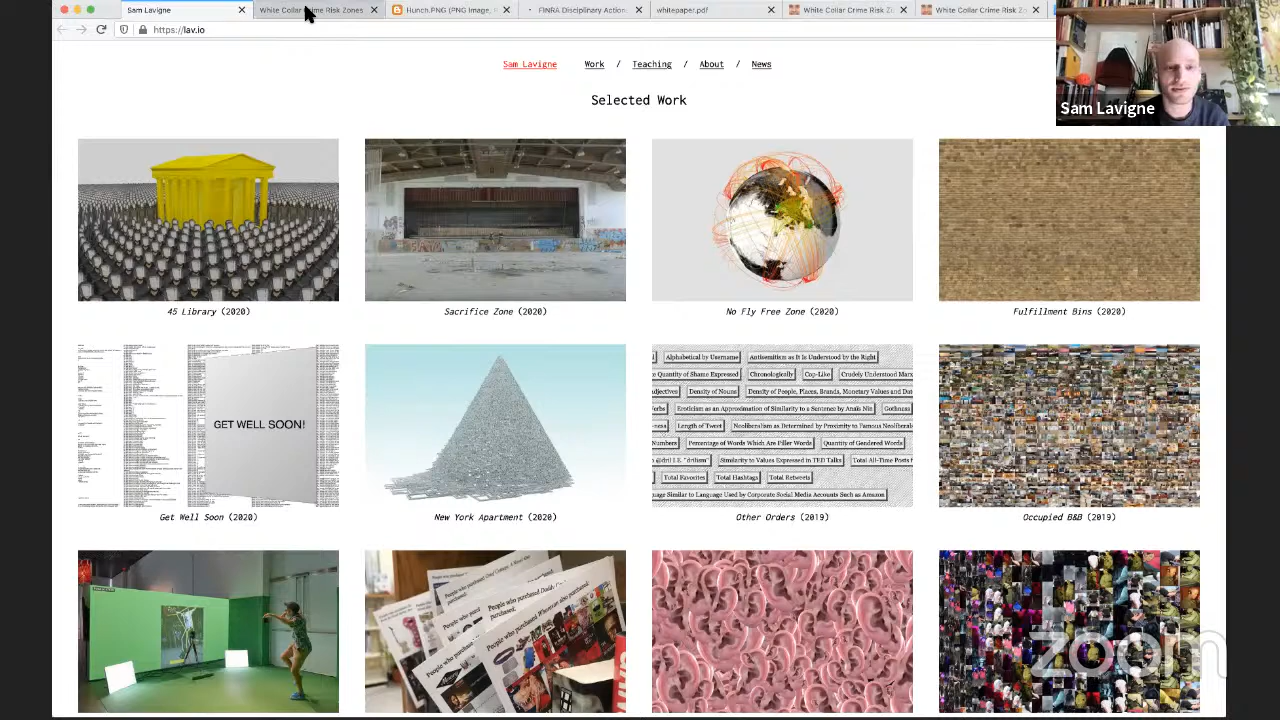 Sam Lavigne
White Collar Crime Risk Zones
Hunch.PNG (PNG Image,
FINRA Disciplinary Action
whitepaper.pdf
White Collar Crime Risk Z
White Collar Crime Risk Zo
https://lav.io
Sam Lavigne
Sam Lavigne Work / Teaching / About / News
Selected Work
45 Library (2020)
Sacrifice Zone (2020)
No Fly Free Zone (2020)
Fulfillment Bins (2020)
GET WELL SOON!
Alphabetical by Username
Antisemitism as It Is Understood by the Right
Quantity of Shame Expressed
Chronologically
Cop-Like
Crudely Understood Marx
Density of Nouns
Density of People, Places, Brands, Monetary Values and Du
Eroticism as an Approximation of Similarity to a Sentence by Anaïs Nin
Gothness
Length of Tweet
Neoliberalism as Determined by Proximity to Famous Neoliberal
Percentage of Words Which Are Filler Words
Quantity of Gendered Words
Similarity to Values Expressed in TED Talks
Total All-Time Posts
Total Favorites
Total Hashtags
Total Retweets
uage Similar to Language Used by Corporate Social Media Accounts Such as Amazon
Get Well Soon (2020)
New York Apartment (2020)
Other Orders (2019)
Occupied B&B (2019)
People who purchased
zoom